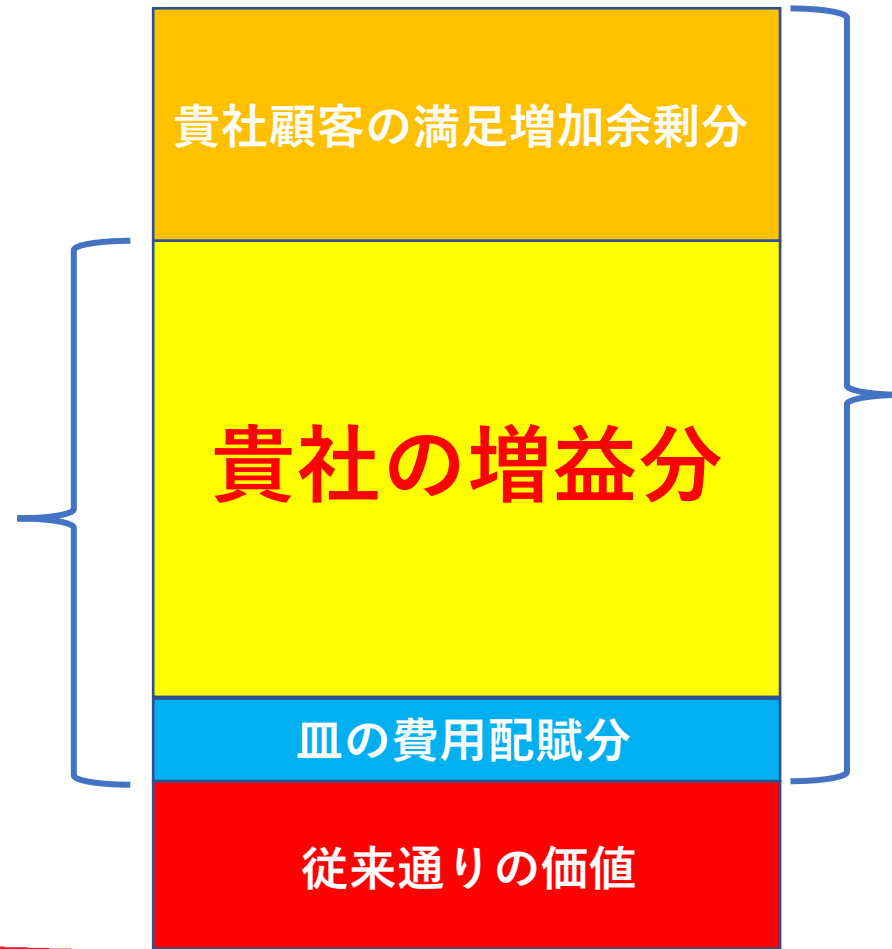 貴社顧客の満足増加余剰分
貴社の増益分
皿の費用配賦分
従来通りの価値